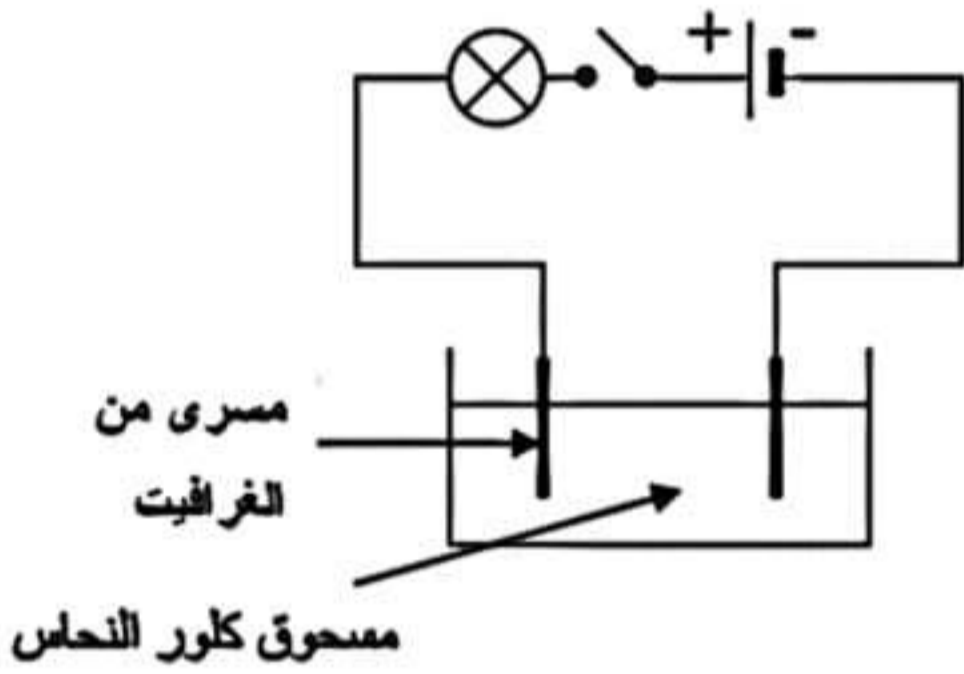 + -
مسرى من
الغرافيت
مسحوق كلور النحاس